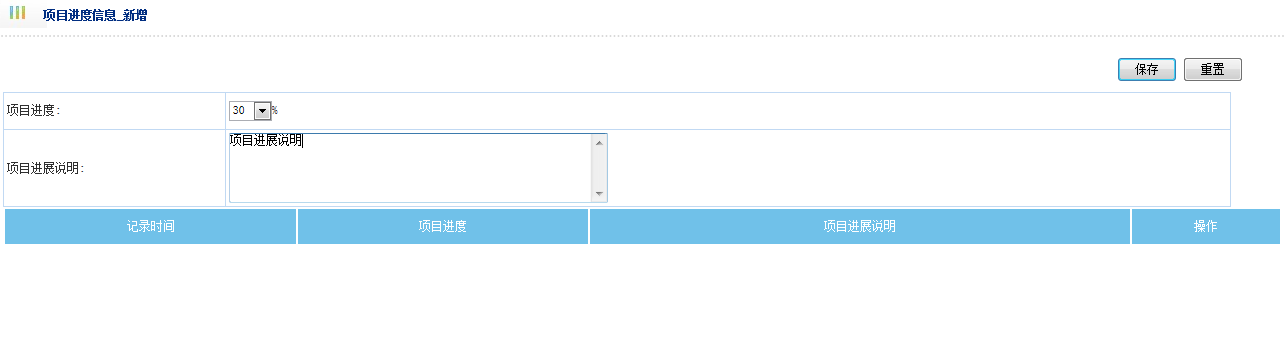 项目进度信息_新增
保存 重置
项目进度: 30 %
项目进展说明: 项目进展说明
记录时间 项目进度 项目进展说明 操作